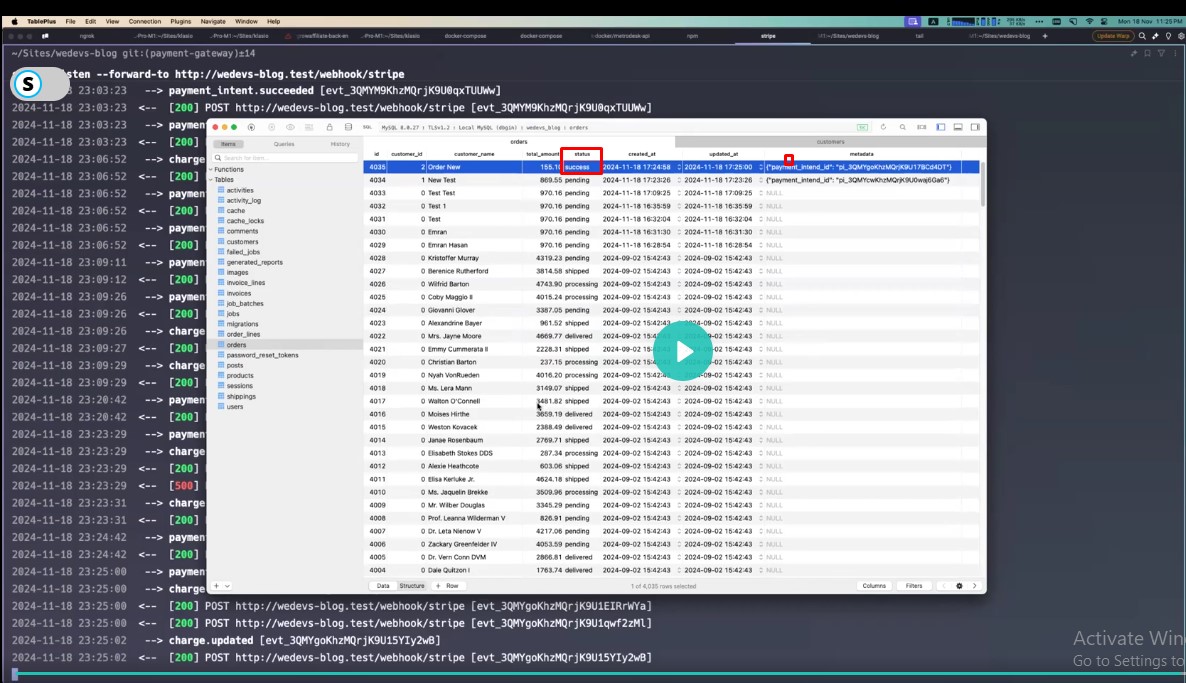 TablePlus File Edit View Connection Plugins Navigate Window Help
Mon 18 Nov 11:25 PM
ngrok ..-Pro-M1:~/Sites/klasio ..-Pro-M1:~/Sites/klasio ..-Pro-M1:~/Sites/klasio docker-compose docker-compose npm stripe tail
Update Warp
~/Sites/wedevs-blog git:(payment-gateway)±14
sten --forward-to http://wedevs-blog.test/webhook/stripe
S
3 23:03:23 --> payment_intent.succeeded [evt_3QMYM9KhzMQrjK9U0qxTUUWw]
2024-11-18 23:03:23 <-- [200] POST http://wedevs-blog.test/webhook/stripe [evt_3QMYM9KhzMQrjK9U0qxTUUWw]
2024-11-18 23:03:23 --> paymen
2024-11-18 23:03:23 <-- [200]
2024-11-18 23:06:52 --> charge
2024-11-18 23:06:52 <-- [200]
2024-11-18 23:06:52 --> paymen
2024-11-18 23:06:52 <-- [200]
2024-11-18 23:06:52 --> paymen
2024-11-18 23:06:52 <-- [200]
2024-11-18 23:09:11 --> paymen
2024-11-18 23:09:12 <-- [200]
2024-11-18 23:09:26 --> paymen
2024-11-18 23:09:26 <-- [200]
2024-11-18 23:09:26 --> charge
2024-11-18 23:09:27 <-- [200]
2024-11-18 23:09:29 --> charge
2024-11-18 23:09:29 <-- [200]
2024-11-18 23:20:42 --> paymen
2024-11-18 23:20:42 <-- [200]
2024-11-18 23:23:29 --> paymen
2024-11-18 23:23:29 --> charge
2024-11-18 23:23:29 <-- [200]
2024-11-18 23:23:29 <-- [500]
2024-11-18 23:23:31 --> charge
2024-11-18 23:23:31 <-- [200]
2024-11-18 23:24:42 --> paymen
2024-11-18 23:24:42 <-- [200]
2024-11-18 23:25:00 --> paymen
2024-11-18 23:25:00 --> charge
2024-11-18 23:25:00 <-- [200] POST http://wedevs-blog.test/webhook/stripe [evt_3QMYgoKhzMQrjK9U1EIRrWYa]
2024-11-18 23:25:00 <-- [200] POST http://wedevs-blog.test/webhook/stripe [evt_3QMYgoKhzMQrjK9U1qwf2zMl]
2024-11-18 23:25:02 --> charge.updated [evt_3QMYgoKhzMQrjK9U15YIy2wB]
2024-11-18 23:25:02 <-- [200] POST http://wedevs-blog.test/webhook/stripe [evt_3QMYgoKhzMQrjK9U15YIy2wB]
SQL MySQL 8.0.27 : TLSv1.2 : Local MySQL (dbgin) : wedevs_blog : orders
Items Queries History
Search for item...
Functions
Tables
activities
activity_log
cache
cache_locks
comments
customers
failed_jobs
generated_reports
images
invoice_lines
invoices
job_batches
jobs
migrations
order_lines
orders
password_reset_tokens
posts
products
sessions
shippings
users
orders customers
id customer_id customer_name total_amount status created_at updated_at metadata
4035 2 Order New 155.10 success 2024-11-18 17:24:58 2024-11-18 17:25:00 {"payment_intend_id": "pi_3QMYgoKhzMQrjK9U17BCd4DT"}
4034 1 New Test 869.55 pending 2024-11-18 17:23:26 2024-11-18 17:23:26 {"payment_intend_id": "pi_3QMYcwKhzMQrjK9U0waj6Ga6"}
4033 0 Test Test 970.16 pending 2024-11-18 17:09:25 2024-11-18 17:09:25 NULL
4032 0 Test 1 970.16 pending 2024-11-18 16:35:59 2024-11-18 16:35:59 NULL
4031 0 Test 970.16 pending 2024-11-18 16:32:04 2024-11-18 16:32:04 NULL
4030 0 Emran 970.16 pending 2024-11-18 16:31:30 2024-11-18 16:31:30 NULL
4029 0 Emran Hasan 970.16 pending 2024-11-18 16:28:54 2024-11-18 16:28:54 NULL
4028 0 Kristoffer Murray 4319.23 pending 2024-09-02 15:42:43 2024-09-02 15:42:43 NULL
4027 0 Berenice Rutherford 3814.58 shipped 2024-09-02 15:42:43 2024-09-02 15:42:43 NULL
4026 0 Wilfrid Barton 4743.90 processing 2024-09-02 15:42:43 2024-09-02 15:42:43 NULL
4025 0 Coby Maggio II 4015.24 processing 2024-09-02 15:42:43 2024-09-02 15:42:43 NULL
4024 0 Giovanni Glover 3387.05 pending 2024-09-02 15:42:43 2024-09-02 15:42:43 NULL
4023 0 Alexandrine Bayer 961.52 shipped 2024-09-02 15:42:43 2024-09-02 15:42:43 NULL
4022 0 Mrs. Jayne Moore 4669.77 delivered 2024-09-02 15:42:43 -09-02 15:42:43 NULL
4021 0 Emmy Cummerata II 2228.31 shipped 2024-09-02 15:42:43 15:42:43 NULL
4020 0 Christian Barton 237.15 processing 2024-09-02 15:42:4 15:42:43 NULL
4019 0 Nyah VonRueden 4016.20 processing 2024-09-02 15:42:4 -02 15:42:43 NULL
4018 0 Ms. Lera Mann 3149.07 shipped 2024-09-02 15:42:43 2024-09-02 15:42:43 NULL
4017 0 Walton O'Connell 3481.82 shipped 2024-09-02 15:42:43 2024-09-02 15:42:43 NULL
4016 0 Moises Hirthe 3659.19 delivered 2024-09-02 15:42:43 2024-09-02 15:42:43 NULL
4015 0 Weston Kovacek 2388.49 delivered 2024-09-02 15:42:43 2024-09-02 15:42:43 NULL
4014 0 Janae Rosenbaum 2769.71 shipped 2024-09-02 15:42:43 2024-09-02 15:42:43 NULL
4013 0 Elisabeth Stokes DDS 287.34 processing 2024-09-02 15:42:43 2024-09-02 15:42:43 NULL
4012 0 Alexie Heathcote 603.06 shipped 2024-09-02 15:42:43 2024-09-02 15:42:43 NULL
4011 0 Elisa Kerluke Jr. 4624.18 shipped 2024-09-02 15:42:43 2024-09-02 15:42:43 NULL
4010 0 Ms. Jaquelin Brekke 3509.96 processing 2024-09-02 15:42:43 2024-09-02 15:42:43 NULL
4009 0 Mr. Wilber Douglas 3345.29 pending 2024-09-02 15:42:43 2024-09-02 15:42:43 NULL
4008 0 Prof. Leanna Wilderman V 826.91 pending 2024-09-02 15:42:43 2024-09-02 15:42:43 NULL
4007 0 Dr. Leta Nienow V 4217.06 pending 2024-09-02 15:42:43 2024-09-02 15:42:43 NULL
4006 0 Zackary Greenfelder IV 4053.59 pending 2024-09-02 15:42:43 2024-09-02 15:42:43 NULL
4005 0 Dr. Vern Conn DVM 2866.81 delivered 2024-09-02 15:42:43 2024-09-02 15:42:43 NULL
4004 0 Dale Quitzon I 1763.74 delivered 2024-09-02 15:42:43 2024-09-02 15:42:43 NULL
Data Structure + Row 1 of 4,035 rows selected Columns Filters
Activate Win
Go to Settings to